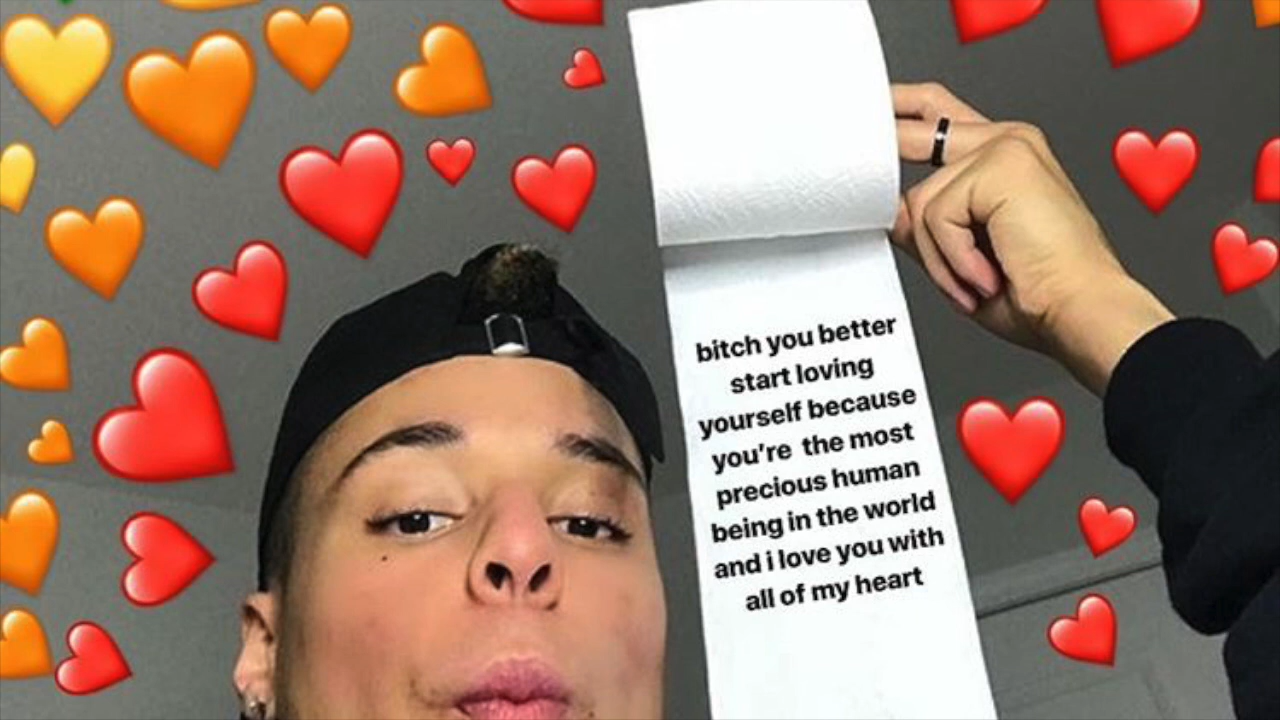 bitch you better
start loving
yourself because
you're the most
precious human
being in the world
and i love you with
all of my heart